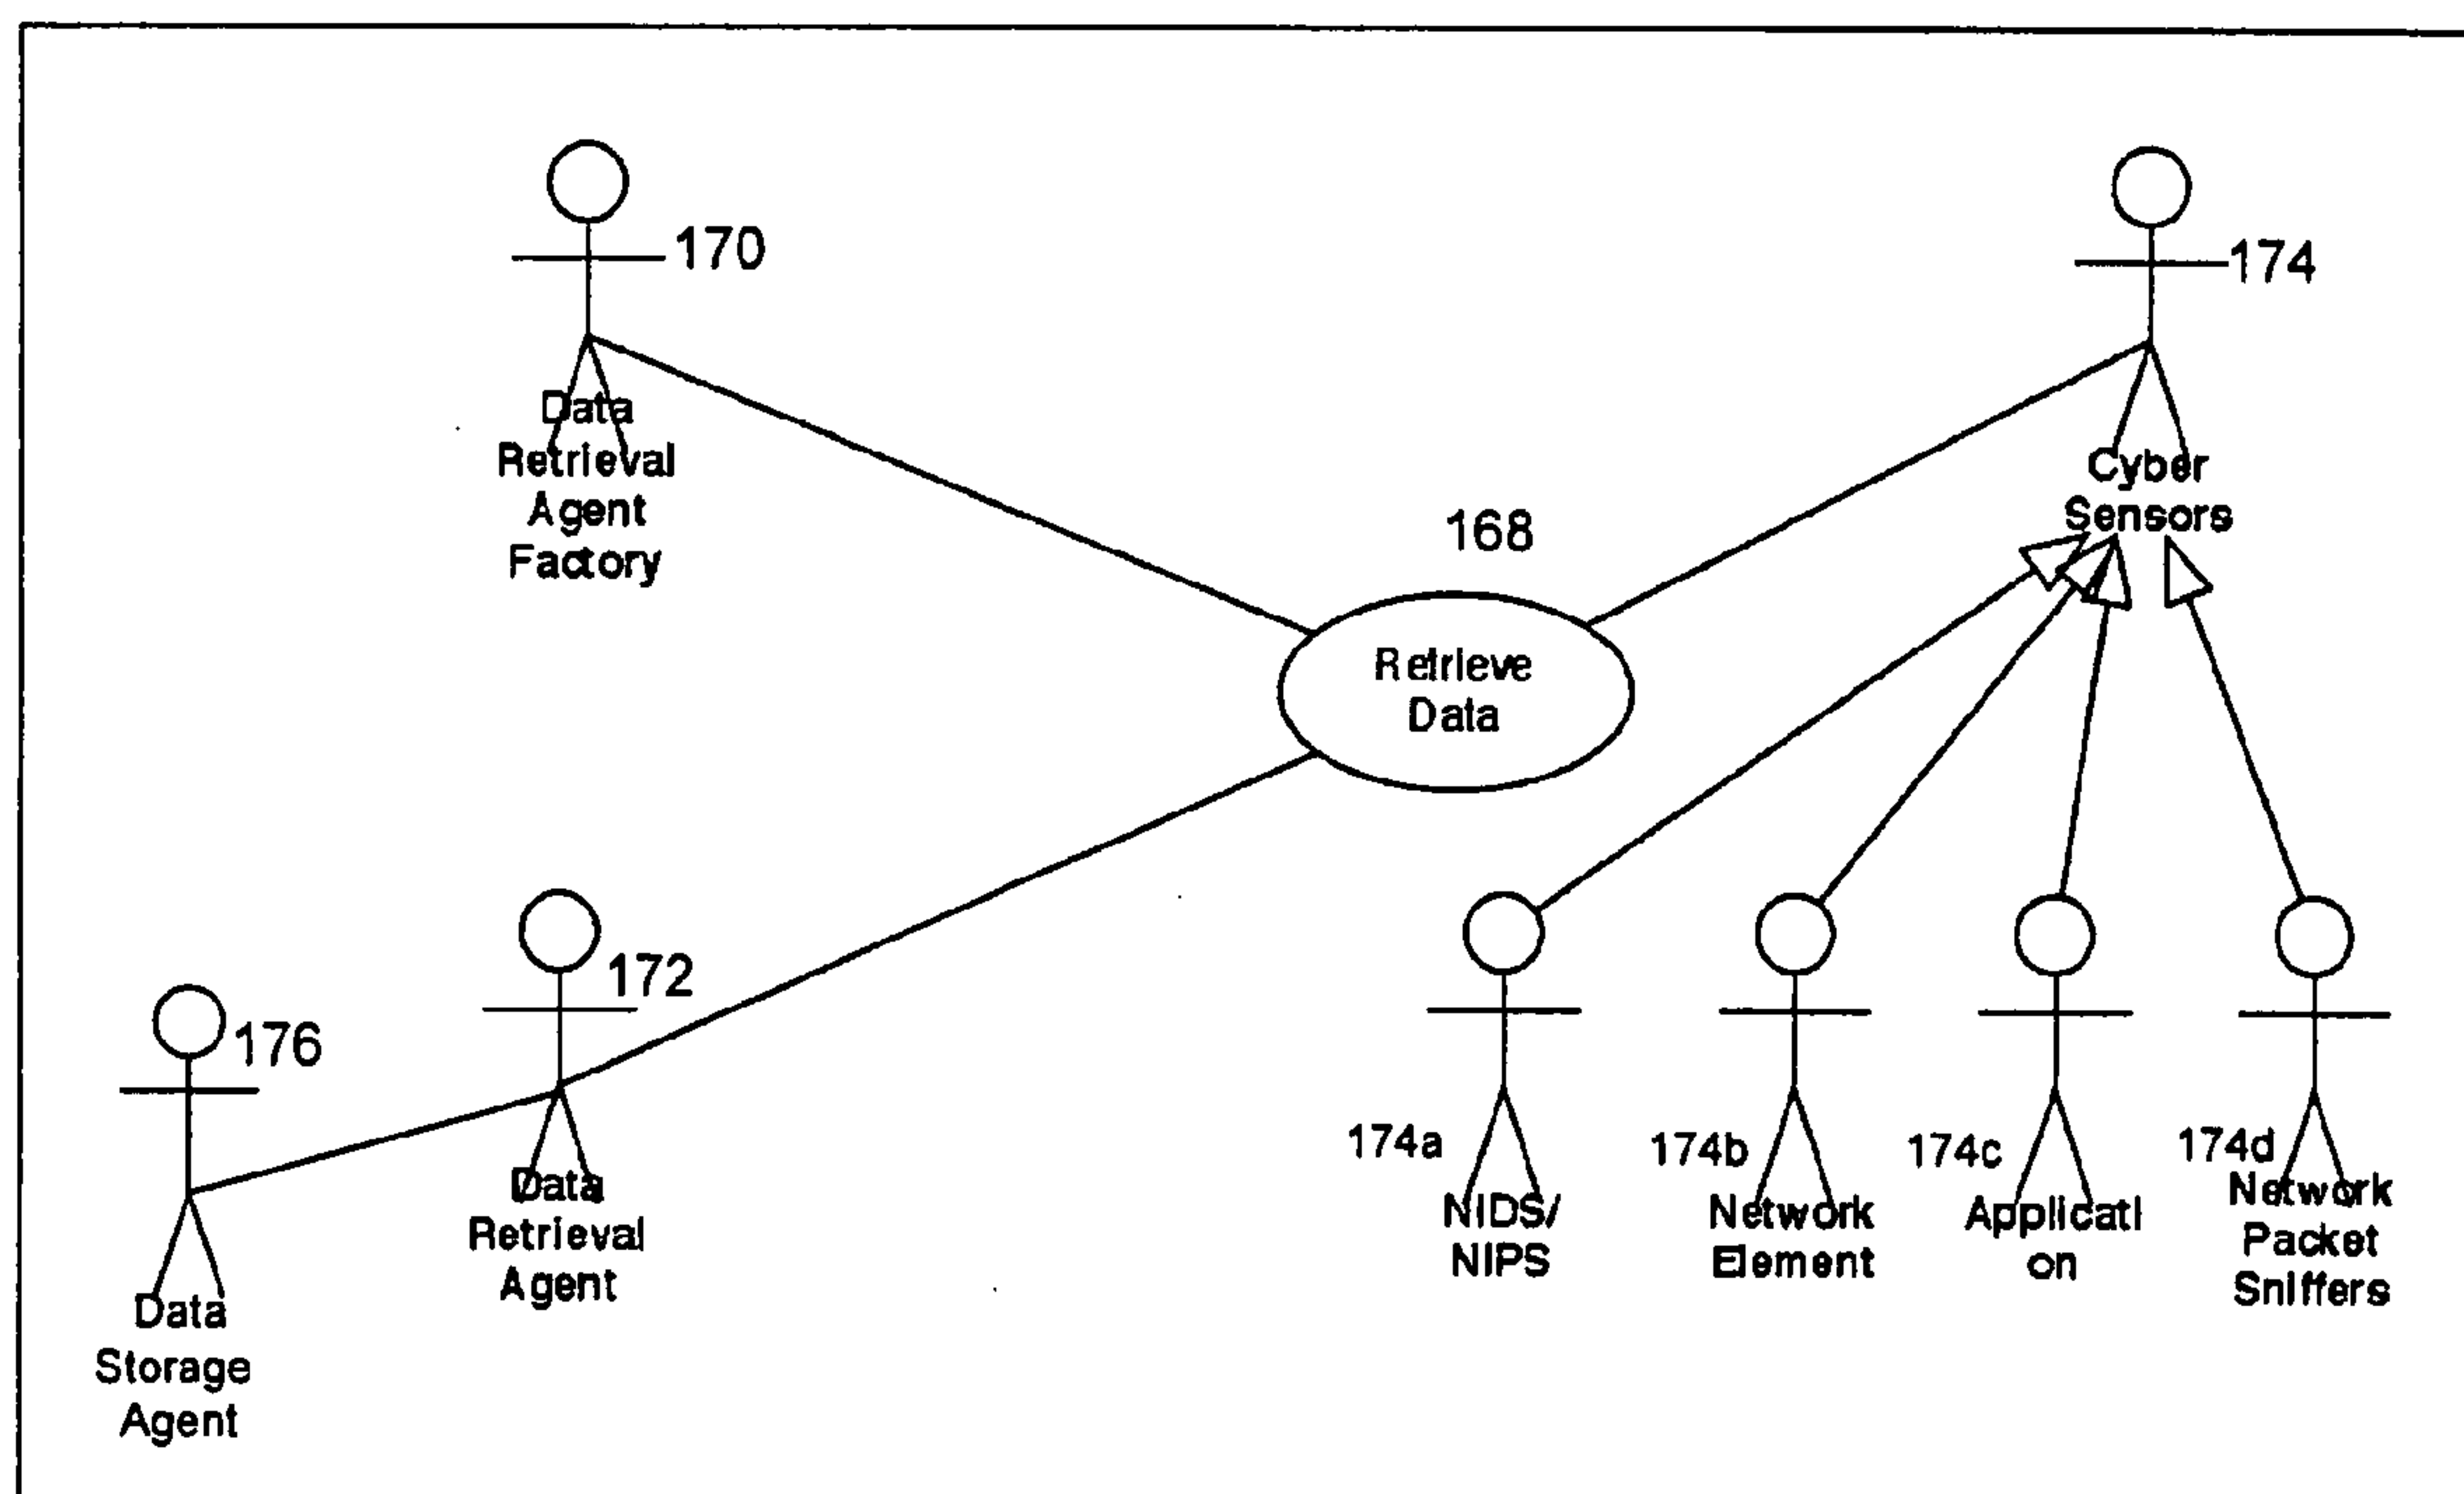 170
Data
Retrieval
Agent
Factory
174
Cyber
Sensors
168
Retrieve
Data
172
Data
Retrieval
Agent
176
Data
Storage
Agent
174a
NIDS/
NIPS
174b
Network
Element
174c
Applicati
on
174d
Network
Packet
Sniffers